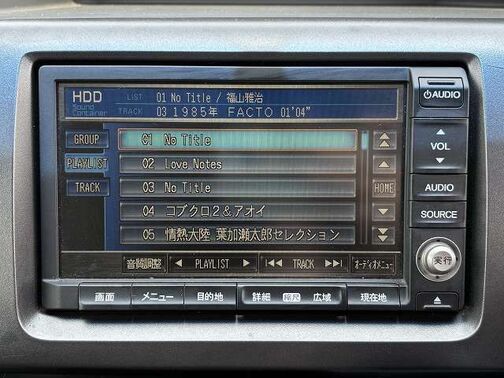 HDD
Sound
Container
LIST 01 No Title / 福山雅治
TRACK 03 1985年 FACTO 01'04"
GROUP
PLAYLIST
TRACK
01 No Title
02 Love Notes
03 No Title
04 コブクロ2&アオイ
05 情熱大陸 葉加瀬太郎セレクション
HOME
音質調整
◀ PLAYLIST ▶
|◀◀ TRACK ▶▶|
オーディオメニュー
画面
メニュー
目的地
詳細
縮尺
広域
現在地
AUDIO
VOL
AUDIO
SOURCE
実行